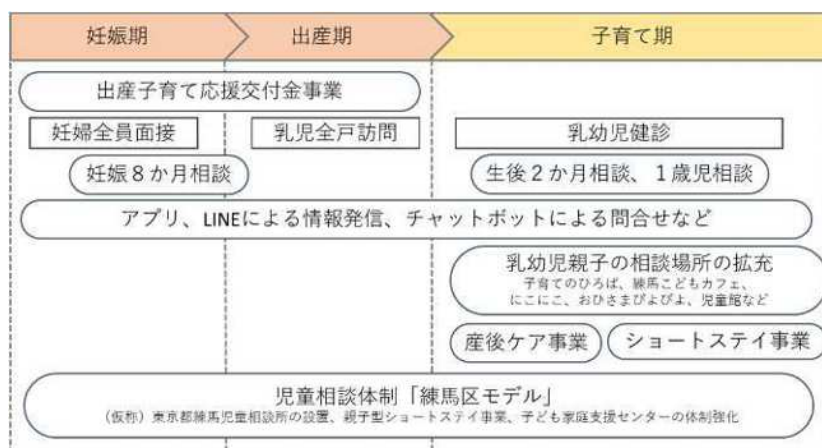 妊娠期
出産期
子育て期
出産子育て応援交付金事業
妊婦全員面接
乳児全戸訪問
乳幼児健診
妊娠８か月相談
生後２か月相談、１歳児相談
アプリ、LINEによる情報発信、チャットボットによる問合せなど
乳幼児親子の相談場所の拡充
子育てのひろば、練馬こどもカフェ、
にこにこ、おひさまぴよぴよ、児童館など
産後ケア事業
ショートステイ事業
児童相談体制「練馬区モデル」
（仮称）東京都練馬児童相談所の設置、親子型ショートステイ事業、子ども家庭支援センターの体制強化